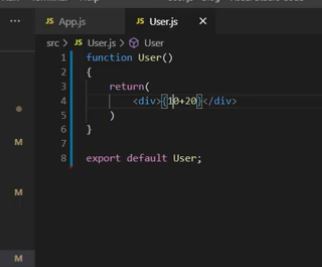 JS App.js
JS User.js ✕
src > JS User.js > User
1 function User()
2 {
3 return(
4 <div>{10+20}</div>
5 )
6 }
7
8 export default User;
M
M
M